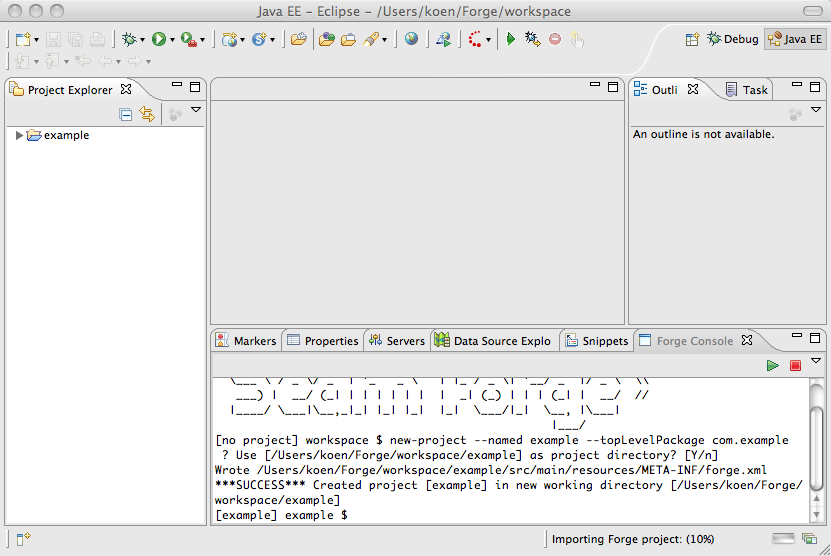 Java EE – Eclipse – /Users/koen/Forge/workspace
Debug
Java EE
Project Explorer
Outli
Task
example
An outline is not available.
Markers
Properties
Servers
Data Source Explo
Snippets
Forge Console
[no project] workspace $ new-project --named example --topLevelPackage com.example
? Use [/Users/koen/Forge/workspace/example] as project directory? [Y/n]
Wrote /Users/koen/Forge/workspace/example/src/main/resources/META-INF/forge.xml
***SUCCESS*** Created project [example] in new working directory [/Users/koen/Forge/
workspace/example]
[example] example $
Importing Forge project: (10%)